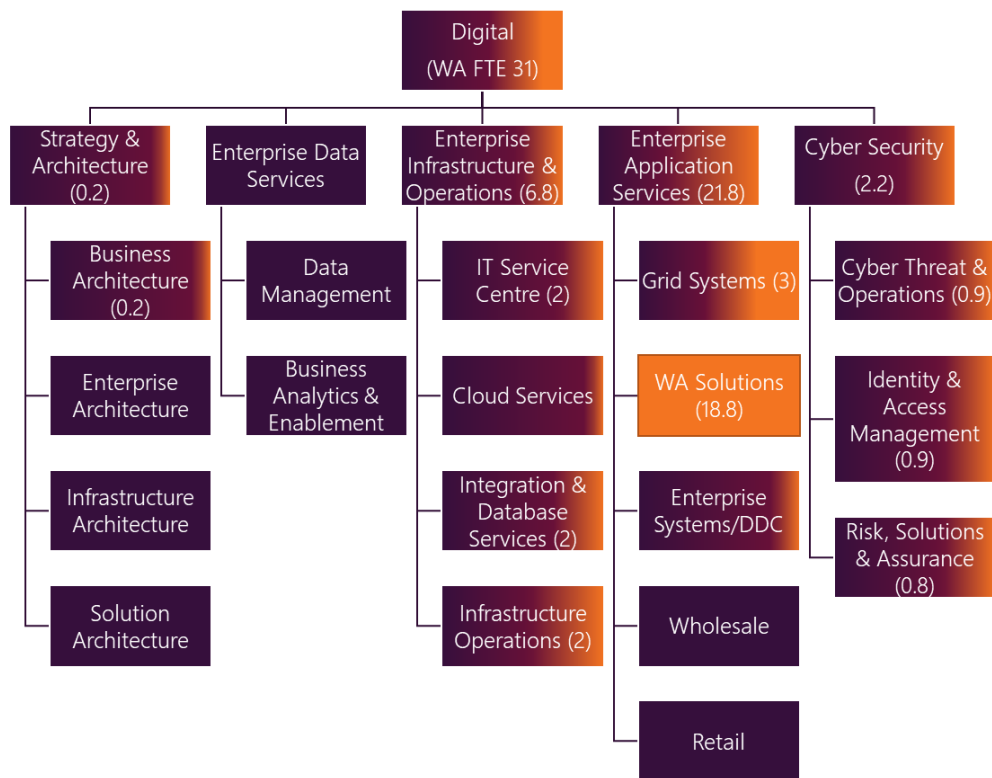 Digital
(WA FTE 31)
Strategy &
Architecture
(0.2)
Enterprise Data
Services
Enterprise
Infrastructure &
Operations (6.8)
Enterprise
Application
Services (21.8)
Cyber Security
(2.2)
Business
Architecture
(0.2)
Enterprise
Architecture
Infrastructure
Architecture
Solution
Architecture
Data
Management
Business
Analytics &
Enablement
IT Service
Centre (2)
Cloud Services
Integration &
Database
Services (2)
Infrastructure
Operations (2)
Grid Systems (3)
WA Solutions
(18.8)
Enterprise
Systems/DDC
Wholesale
Retail
Cyber Threat &
Operations (0.9)
Identity &
Access
Management
(0.9)
Risk, Solutions
& Assurance
(0.8)